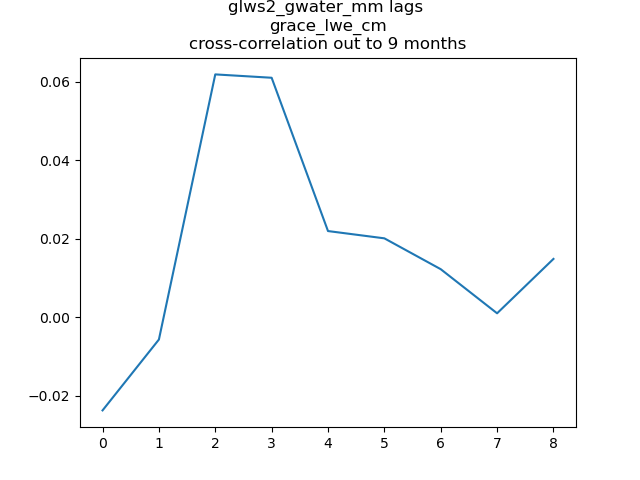 glws2_gwater_mm lags
grace_lwe_cm
cross-correlation out to 9 months
0.06
0.04
0.02
0.00
−0.02
0 1 2 3 4 5 6 7 8